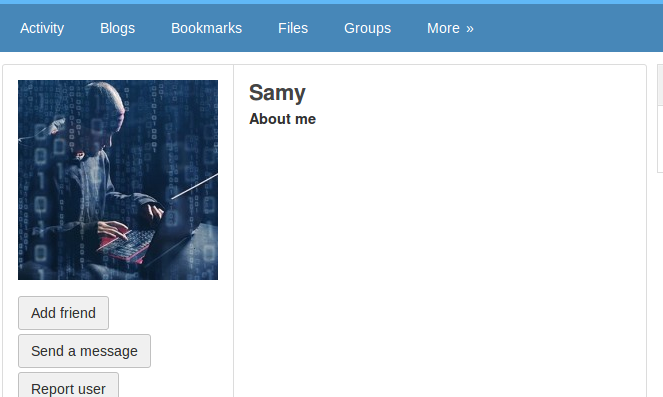 Activity Blogs Bookmarks Files Groups More »
Samy
About me
Add friend
Send a message
Report user